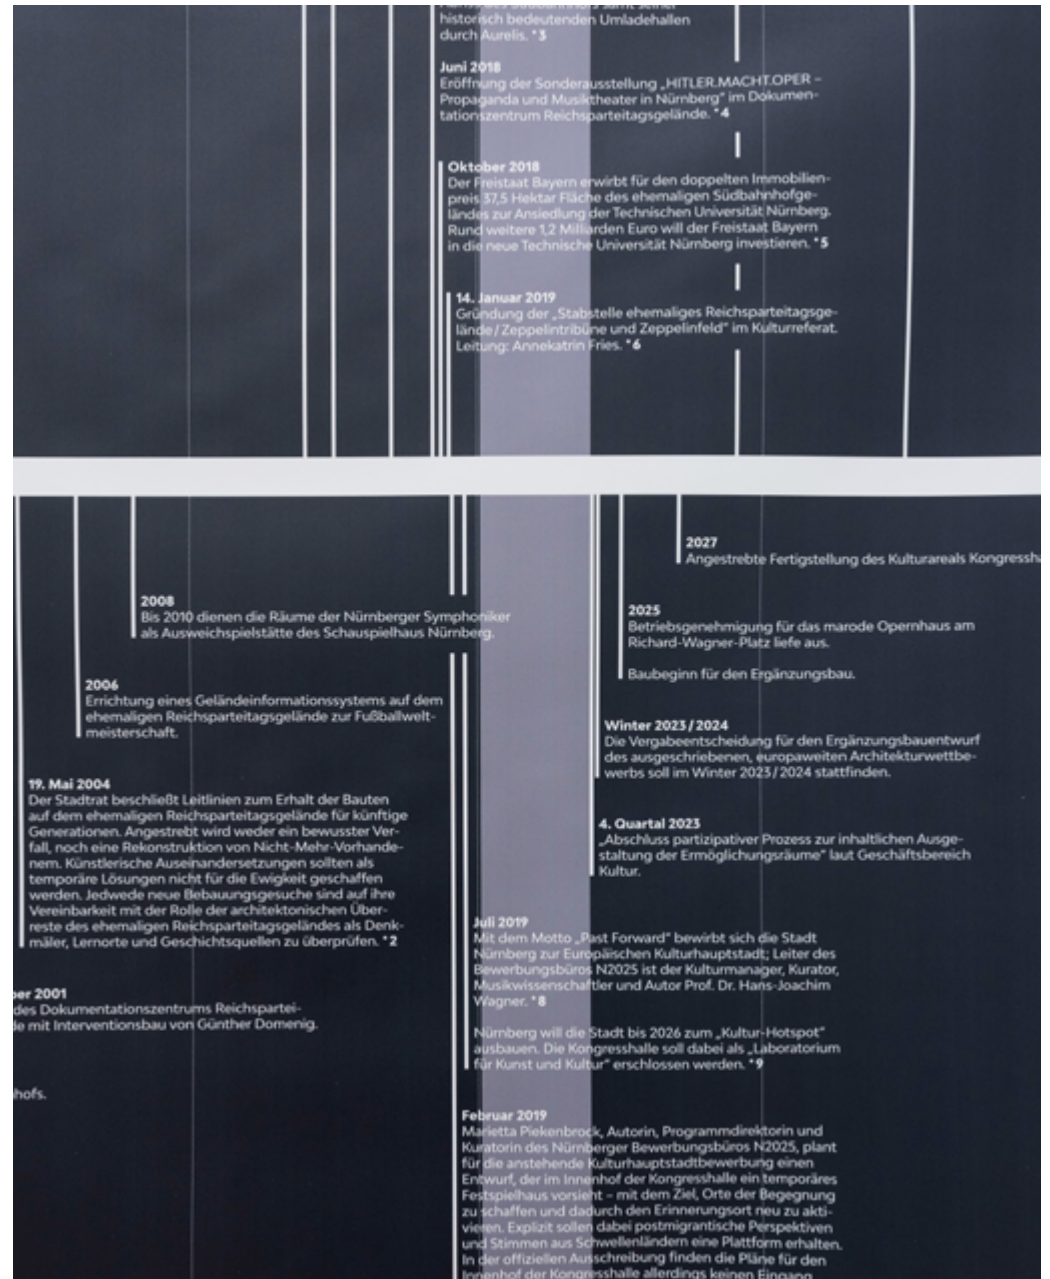 historisch bedeutenden Umladehallen
durch Aurelis. *3
Juni 2018
Eröffnung der Sonderausstellung „HITLER.MACHT.OPER –
Propaganda und Musiktheater in Nürnberg“ im Dokumen-
tationszentrum Reichsparteitagsgelände. *4
Oktober 2018
Der Freistaat Bayern erwirbt für den doppelten Immobilien-
preis 37,5 Hektar Fläche des ehemaligen Südbahnhofge-
ländes zur Ansiedlung der Technischen Universität Nürnberg.
Rund weitere 1,2 Milliarden Euro will der Freistaat Bayern
in die neue Technische Universität Nürnberg investieren. *5
14. Januar 2019
Gründung der „Stabstelle ehemaliges Reichsparteitagsge-
lände / Zeppelintribüne und Zeppelinfeld“ im Kulturreferat.
Leitung: Annekatrin Fries. *6
2008
Bis 2010 dienen die Räume der Nürnberger Symphoniker
als Ausweichspielstätte des Schauspielhaus Nürnberg.
2006
Errichtung eines Geländeinformationssystems auf dem
ehemaligen Reichsparteitagsgelände zur Fußballwelt-
meisterschaft.
19. Mai 2004
Der Stadtrat beschließt Leitlinien zum Erhalt der Bauten
auf dem ehemaligen Reichsparteitagsgelände für künftige
Generationen. Angestrebt wird weder ein bewusster Ver-
fall, noch eine Rekonstruktion von Nicht-Mehr-Vorhande-
nem. Künstlerische Auseinandersetzungen sollten als
temporäre Lösungen nicht für die Ewigkeit geschaffen
werden. Jedwede neue Bebauungsgesuche sind auf ihre
Vereinbarkeit mit der Rolle der architektonischen Über-
reste des ehemaligen Reichsparteitagsgeländes als Denk-
mäler, Lernorte und Geschichtsquellen zu überprüfen. *2
ber 2001
des Dokumentationszentrums Reichspartei-
de mit Interventionsbau von Günther Domenig.
hofs.
2027
Angestrebte Fertigstellung des Kulturareals Kongressh
2025
Betriebsgenehmigung für das marode Opernhaus am
Richard-Wagner-Platz liefe aus.
Baubeginn für den Ergänzungsbau.
Winter 2023 / 2024
Die Vergabeentscheidung für den Ergänzungsbauentwurf
des ausgeschriebenen, europaweiten Architekturwettbe-
werbs soll im Winter 2023 / 2024 stattfinden.
4. Quartal 2023
„Abschluss partizipativer Prozess zur inhaltlichen Ausge-
staltung der Ermöglichungsräume“ laut Geschäftsbereich
Kultur.
Juli 2019
Mit dem Motto „Past Forward“ bewirbt sich die Stadt
Nürnberg zur Europäischen Kulturhauptstadt; Leiter des
Bewerbungsbüros N2025 ist der Kulturmanager, Kurator,
Musikwissenschaftler und Autor Prof. Dr. Hans-Joachim
Wagner. *8
Nürnberg will die Stadt bis 2026 zum „Kultur-Hotspot“
ausbauen. Die Kongresshalle soll dabei als „Laboratorium
für Kunst und Kultur“ erschlossen werden. *9
Februar 2019
Marietta Piekenbrock, Autorin, Programmdirektorin und
Kuratorin des Nürnberger Bewerbungsbüros N2025, plant
für die anstehende Kulturhauptstadtbewerbung einen
Entwurf, der im Innenhof der Kongresshalle ein temporäres
Festspielhaus vorsieht – mit dem Ziel, Orte der Begegnung
zu schaffen und dadurch den Erinnerungsort neu zu akti-
vieren. Explizit sollen dabei postmigrantische Perspektiven
und Stimmen aus Schwellenländern eine Plattform erhalten.
In der offiziellen Ausschreibung finden die Pläne für den
Innenhof der Kongresshalle allerdings keinen Eingang